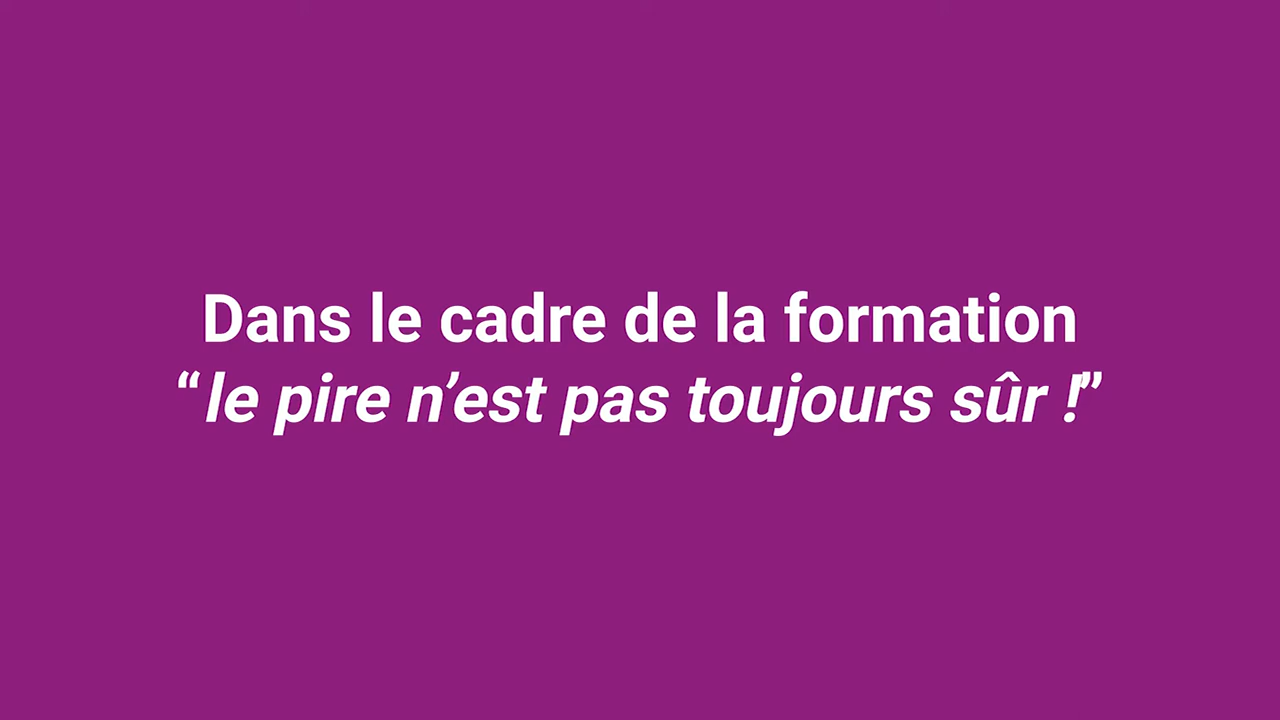 Dans le cadre de la formation
“le pire n’est pas toujours sûr !”